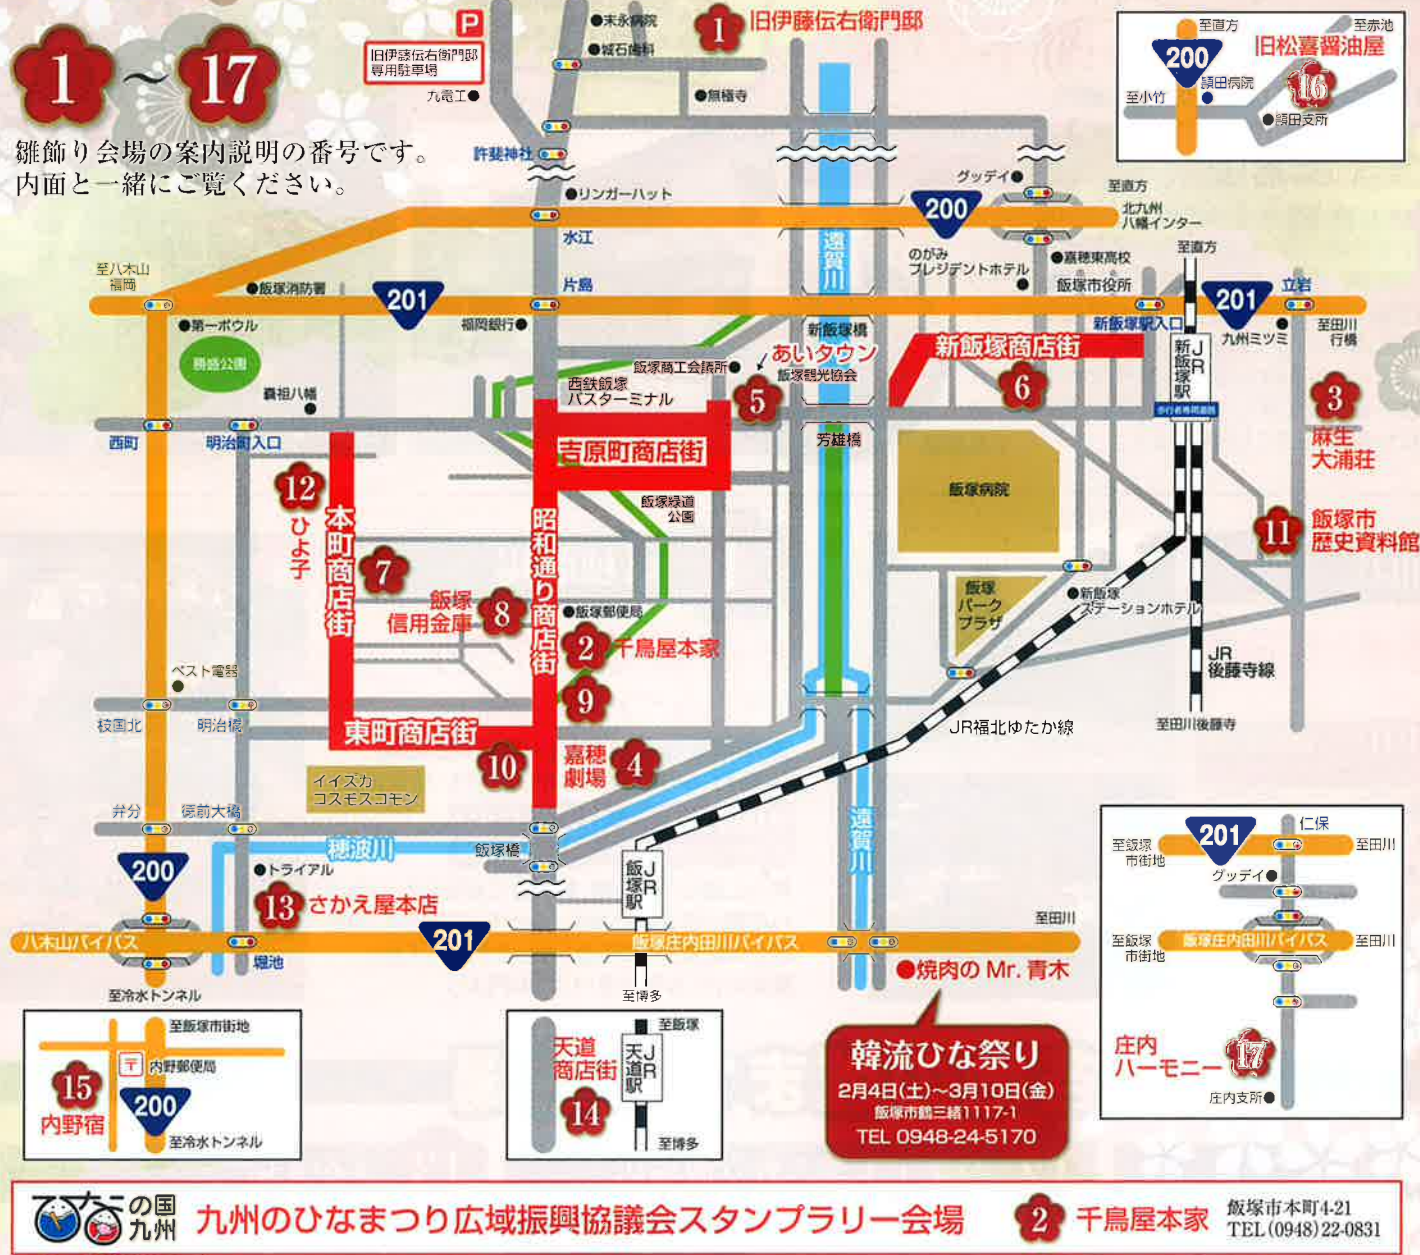 1～17
雛飾り会場の案内説明の番号です。
内面と一緒にご覧ください。
P
旧伊藤伝右衛門邸
専用駐車場
九電工●
●末永病院
●城石歯科
1
旧伊藤伝右衛門邸
●無極寺
許斐神社
●リンガーハット
水江
200
グッデイ●
至直方
北九州
八幡インター
至直方
200
至赤池
旧松喜醤油屋
16
至小竹
頴田病院
●頴田支所
至八木山
福岡
●飯塚消防署
201
片島
遠賀川
のがみ
プレジデントホテル
●嘉穂東高校
飯塚市役所
至直方
●第一ボウル
勝盛公園
福岡銀行●
新飯塚橋
新飯塚駅入口
201
立岩
九州ミツミ
至田川
行橋
飯塚商工会議所●
あいタウン
飯塚観光協会
5
新飯塚商店街
6
JR
新飯塚駅
歩行者専用道路
3
麻生
大浦荘
曩祖八幡
西鉄飯塚
バスターミナル
西町
明治町入口
吉原町商店街
芳雄橋
飯塚病院
12
ひよ子
本町商店街
7
昭和通り商店街
飯塚緑道
公園
11
飯塚市
歴史資料館
飯塚
信用金庫
8
●飯塚郵便局
2
千鳥屋本家
9
飯塚
パーク
プラザ
●新飯塚
ステーションホテル
ベスト電器
枝国北
明治橋
東町商店街
10
嘉穂
劇場
4
JR
後藤寺線
至田川後藤寺
JR福北ゆたか線
イイヅカ
コスモスコモン
弁分
徳前大橋
穂波川
飯塚橋
遠賀川
200
●トライアル
13
さかえ屋本店
JR
飯塚駅
八木山バイパス
堀池
201
飯塚庄内田川バイパス
至田川
至冷水トンネル
至博多
●焼肉の Mr. 青木
韓流ひな祭り
2月4日(土)～3月10日(金)
飯塚市鶴三緒1117-1
TEL 0948-24-5170
至飯塚市街地
〒
内野郵便局
15
内野宿
200
至冷水トンネル
天道
商店街
14
至飯塚
JR
天道駅
至博多
201
仁保
至飯塚
市街地
至田川
グッデイ●
至飯塚
市街地
飯塚庄内田川バイパス
至田川
庄内
ハーモニー
17
庄内支所●
ひなの国
九州
九州のひなまつり広域振興協議会スタンプラリー会場
2
千鳥屋本家
飯塚市本町4-21
TEL(0948)22-0831